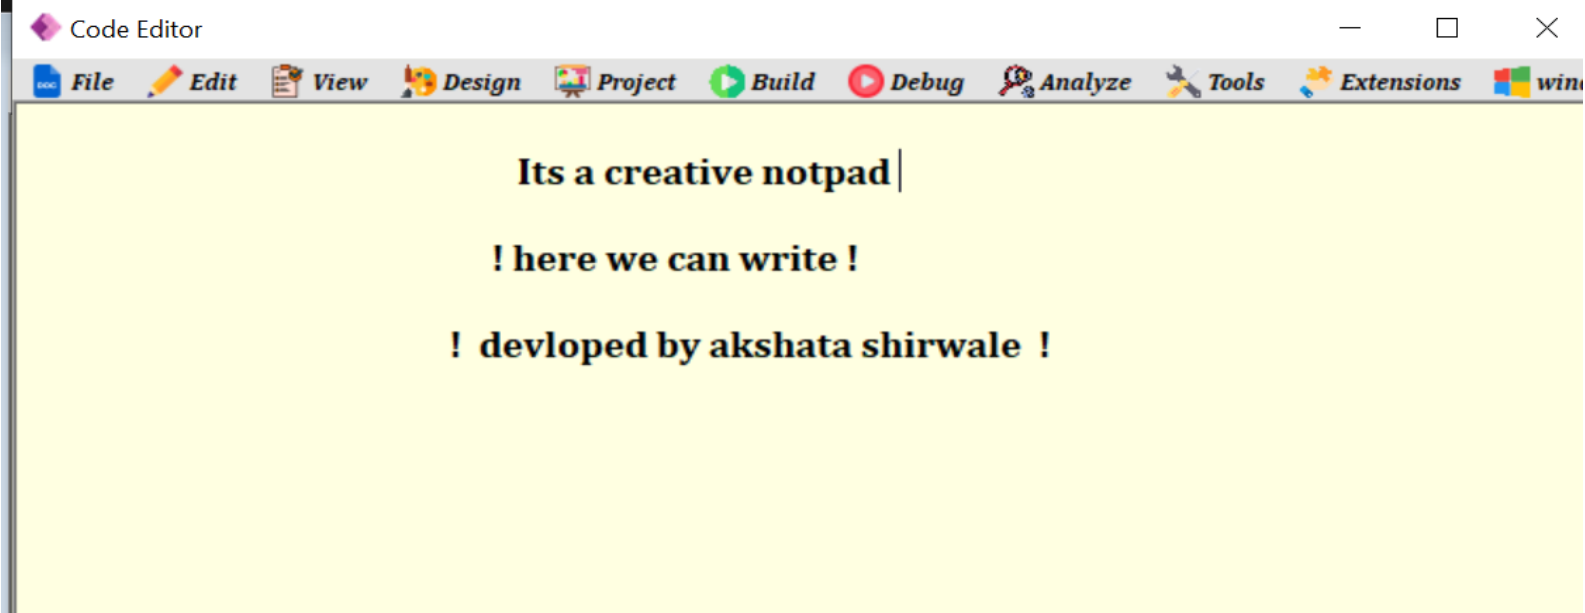 Code Editor
File Edit View Design Project Build Debug Analyze Tools Extensions
Its a creative notpad
! here we can write !
! devloped by akshata shirwale !